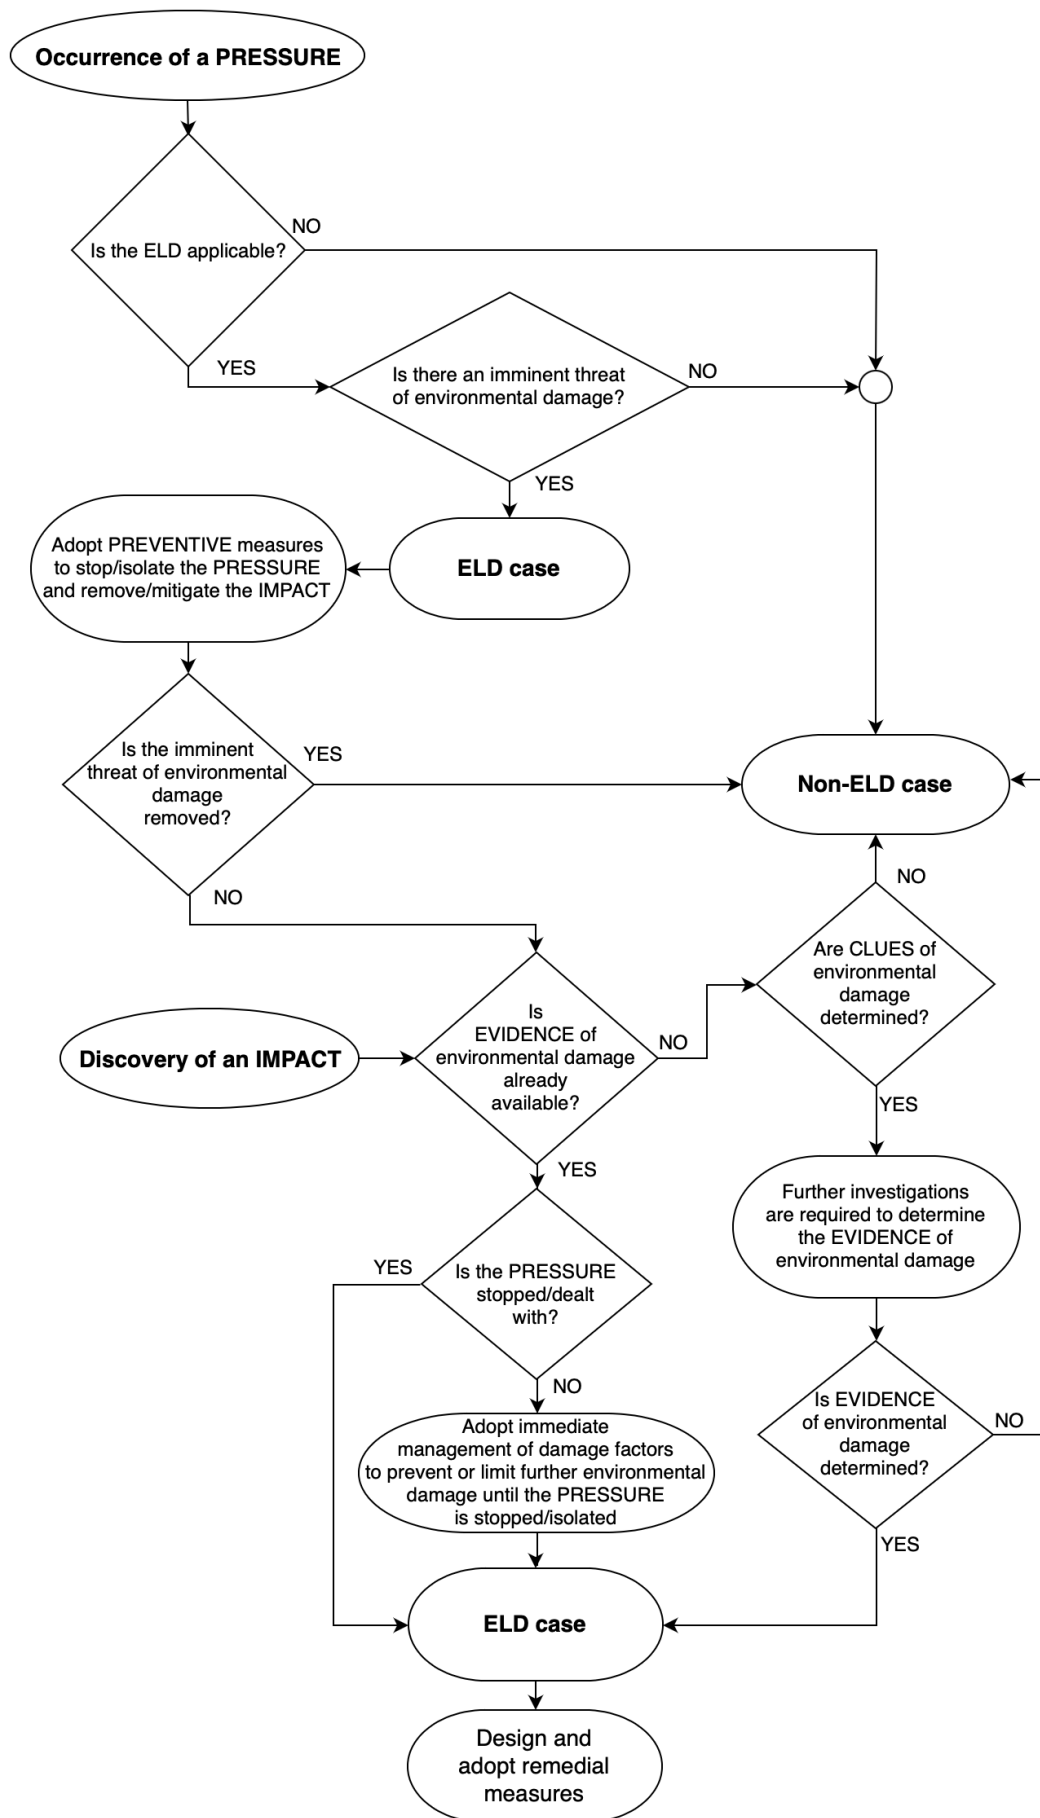 Occurrence of a PRESSURE
NO
Is the ELD applicable?
YES
Is there an imminent threat
of environmental damage?
NO
YES
ELD case
Adopt PREVENTIVE measures
to stop/isolate the PRESSURE
and remove/mitigate the IMPACT
Is the imminent
threat of environmental
damage
removed?
YES
Non-ELD case
NO
NO
Are CLUES of
environmental
damage
determined?
Discovery of an IMPACT
Is
EVIDENCE of
environmental damage
already
available?
NO
YES
YES
Further investigations
are required to determine
the EVIDENCE of
environmental damage
YES
Is the PRESSURE
stopped/dealt
with?
NO
Is EVIDENCE
of environmental
damage
determined?
NO
YES
Adopt immediate
management of damage factors
to prevent or limit further environmental
damage until the PRESSURE
is stopped/isolated
ELD case
Design and
adopt remedial
measures